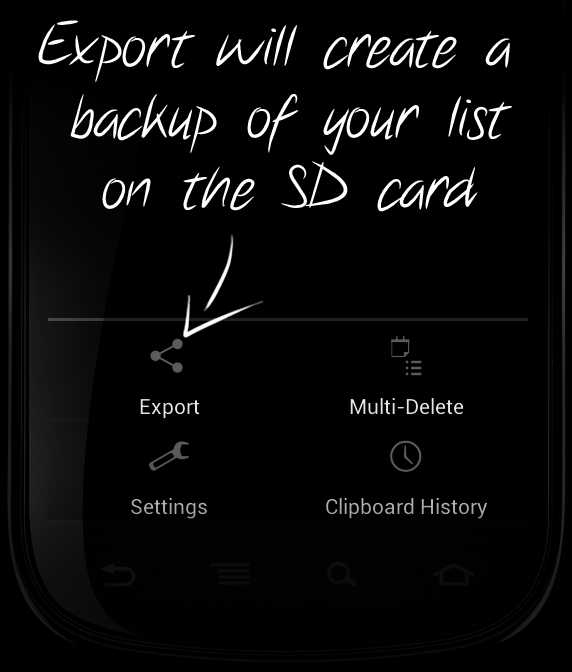 Export will create a
backup of your list
on the SD card
Export
Multi-Delete
Settings
Clipboard History